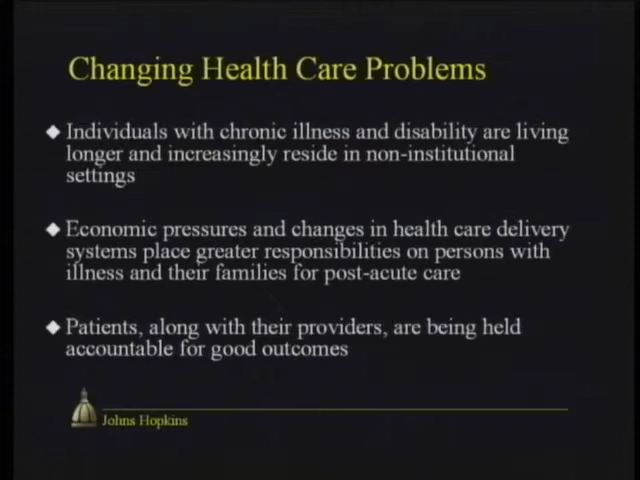 Changing Health Care Problems
Individuals with chronic illness and disability are living
longer and increasingly reside in non-institutional
settings
Economic pressures and changes in health care delivery
systems place greater responsibilities on persons with
illness and their families for post-acute care
Patients, along with their providers, are being held
accountable for good outcomes
Johns Hopkins